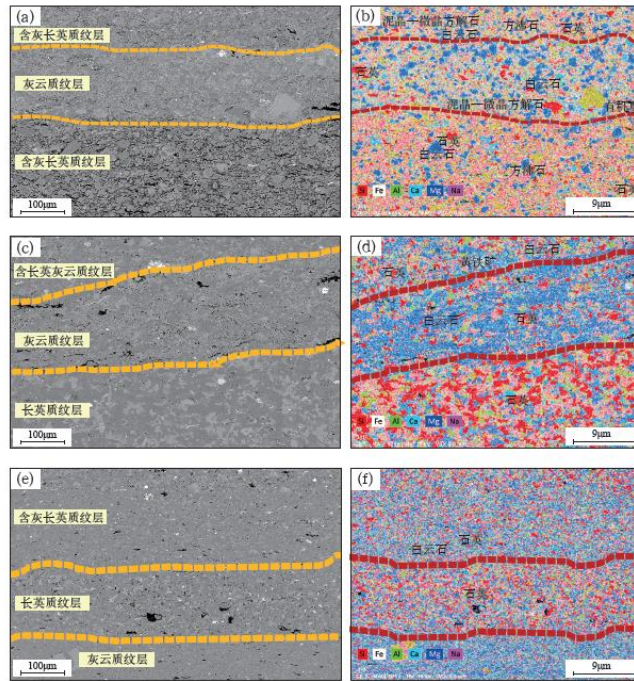 (a)
含灰长英质纹层
灰云质纹层
含灰长英质纹层
100μm
(b)
泥晶一微晶方解石
方沸石
石英
白云石
石英
白云石
泥晶一微晶方解石
石英
白云石
方沸石
石英
Si Fe Al Ca Mg Na
9μm
(c)
含长英灰云质纹层
灰云质纹层
长英质纹层
100μm
(d)
白云石
黄铁矿
石英
白云石
石英
石英
Si Fe Al Ca Mg Na
9μm
(e)
含灰长英质纹层
长英质纹层
灰云质纹层
100μm
(f)
石英
白云石
石英
Si Fe Al Ca Mg Na
9μm